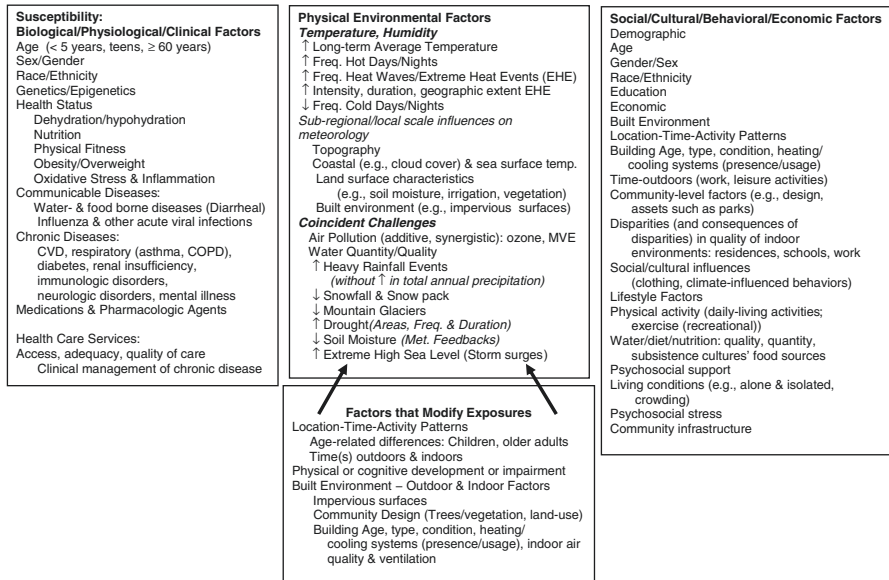 Susceptibility:
Biological/Physiological/Clinical Factors
Age (< 5 years, teens, ≥ 60 years)
Sex/Gender
Race/Ethnicity
Genetics/Epigenetics
Health Status
Dehydration/hypohydration
Nutrition
Physical Fitness
Obesity/Overweight
Oxidative Stress & Inflammation
Communicable Diseases:
Water- & food borne diseases (Diarrheal)
Influenza & other acute viral infections
Chronic Diseases:
CVD, respiratory (asthma, COPD),
diabetes, renal insufficiency,
immunologic disorders,
neurologic disorders, mental illness
Medications & Pharmacologic Agents
Health Care Services:
Access, adequacy, quality of care
Clinical management of chronic disease
Physical Environmental Factors
Temperature, Humidity
↑ Long-term Average Temperature
↑ Freq. Hot Days/Nights
↑ Freq. Heat Waves/Extreme Heat Events (EHE)
↑ Intensity, duration, geographic extent EHE
↓ Freq. Cold Days/Nights
Sub-regional/local scale influences on
meteorology
Topography
Coastal (e.g., cloud cover) & sea surface temp.
Land surface characteristics
(e.g., soil moisture, irrigation, vegetation)
Built environment (e.g., impervious surfaces)
Coincident Challenges
Air Pollution (additive, synergistic): ozone, MVE
Water Quantity/Quality
↑ Heavy Rainfall Events
(without ↑ in total annual precipitation)
↓ Snowfall & Snow pack
↓ Mountain Glaciers
↑ Drought(Areas, Freq. & Duration)
↓ Soil Moisture (Met. Feedbacks)
↑ Extreme High Sea Level (Storm surges)
Social/Cultural/Behavioral/Economic Factors
Demographic
Age
Gender/Sex
Race/Ethnicity
Education
Economic
Built Environment
Location-Time-Activity Patterns
Building Age, type, condition, heating/
cooling systems (presence/usage)
Time-outdoors (work, leisure activities)
Community-level factors (e.g., design,
assets such as parks)
Disparities (and consequences of
disparities) in quality of indoor
environments: residences, schools, work
Social/cultural influences
(clothing, climate-influenced behaviors)
Lifestyle Factors
Physical activity (daily-living activities;
exercise (recreational))
Water/diet/nutrition: quality, quantity,
subsistence cultures' food sources
Psychosocial support
Living conditions (e.g., alone & isolated,
crowding)
Psychosocial stress
Community infrastructure
Factors that Modify Exposures
Location-Time-Activity Patterns
Age-related differences: Children, older adults
Time(s) outdoors & indoors
Physical or cognitive development or impairment
Built Environment – Outdoor & Indoor Factors
Impervious surfaces
Community Design (Trees/vegetation, land-use)
Building Age, type, condition, heating/
cooling systems (presence/usage), indoor air
quality & ventilation